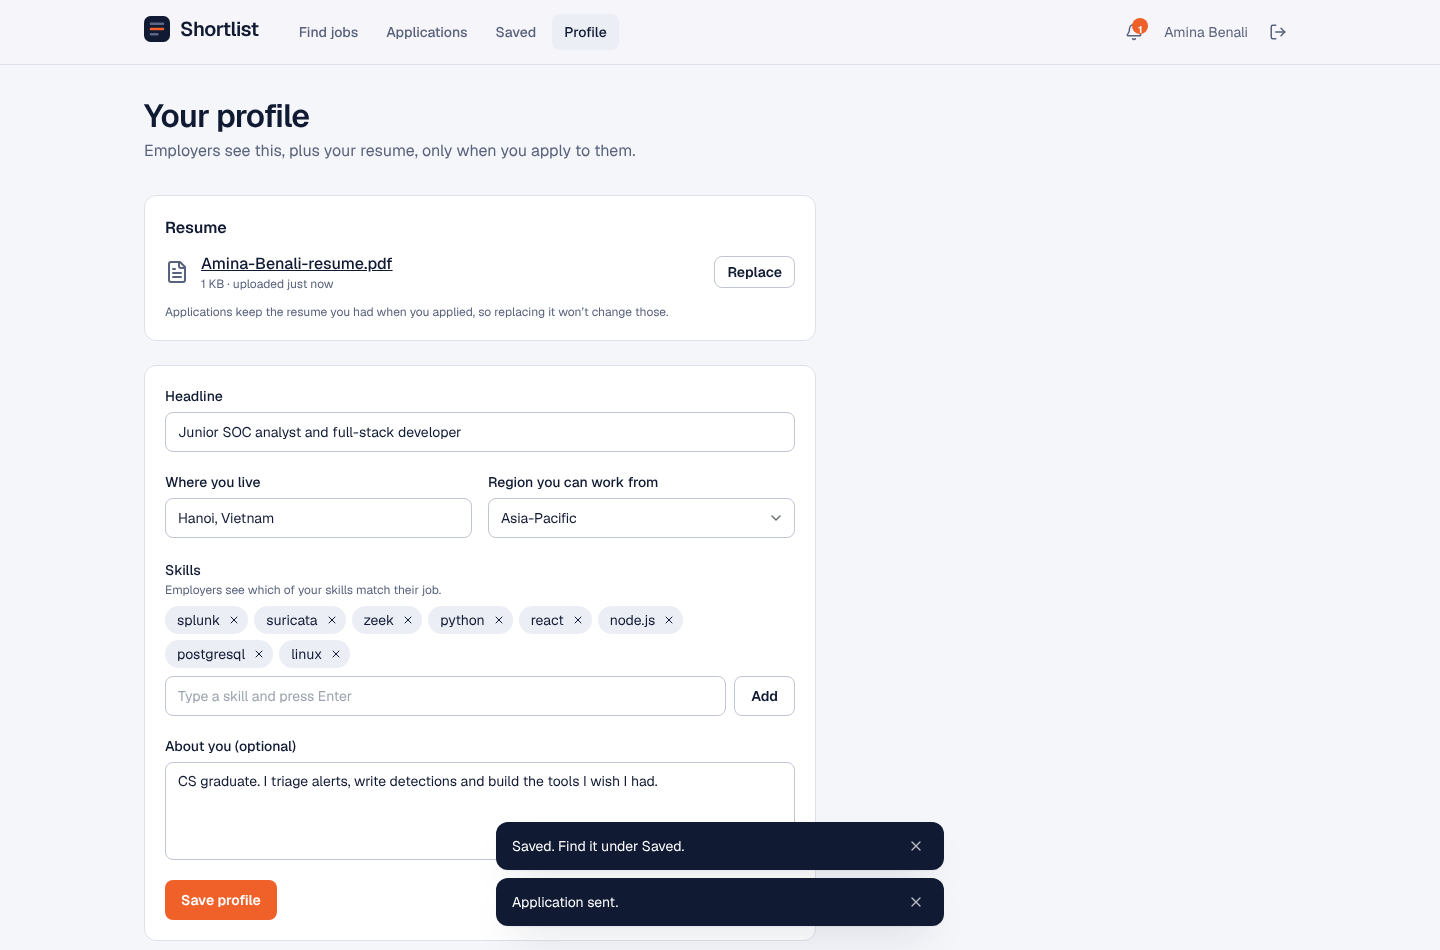 Shortlist
Find jobs
Applications
Saved
Profile
1
Amina Benali
Your profile
Employers see this, plus your resume, only when you apply to them.
Resume
Amina-Benali-resume.pdf
1 KB · uploaded just now
Replace
Applications keep the resume you had when you applied, so replacing it won't change those.
Headline
Junior SOC analyst and full-stack developer
Where you live
Region you can work from
Hanoi, Vietnam
Asia-Pacific
Skills
Employers see which of your skills match their job.
splunk
suricata
zeek
python
react
node.js
postgresql
linux
Type a skill and press Enter
Add
About you (optional)
CS graduate. I triage alerts, write detections and build the tools I wish I had.
Saved. Find it under Saved.
Save profile
Application sent.